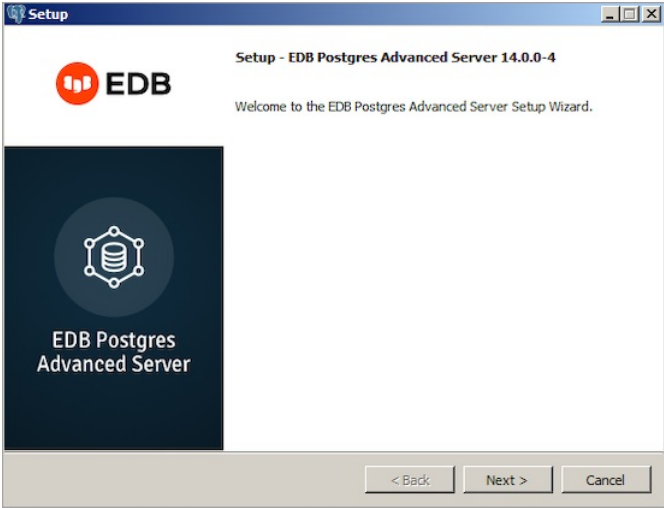 Setup
EDB
Setup - EDB Postgres Advanced Server 14.0.0-4
Welcome to the EDB Postgres Advanced Server Setup Wizard.
EDB Postgres
Advanced Server
< Back
Next >
Cancel